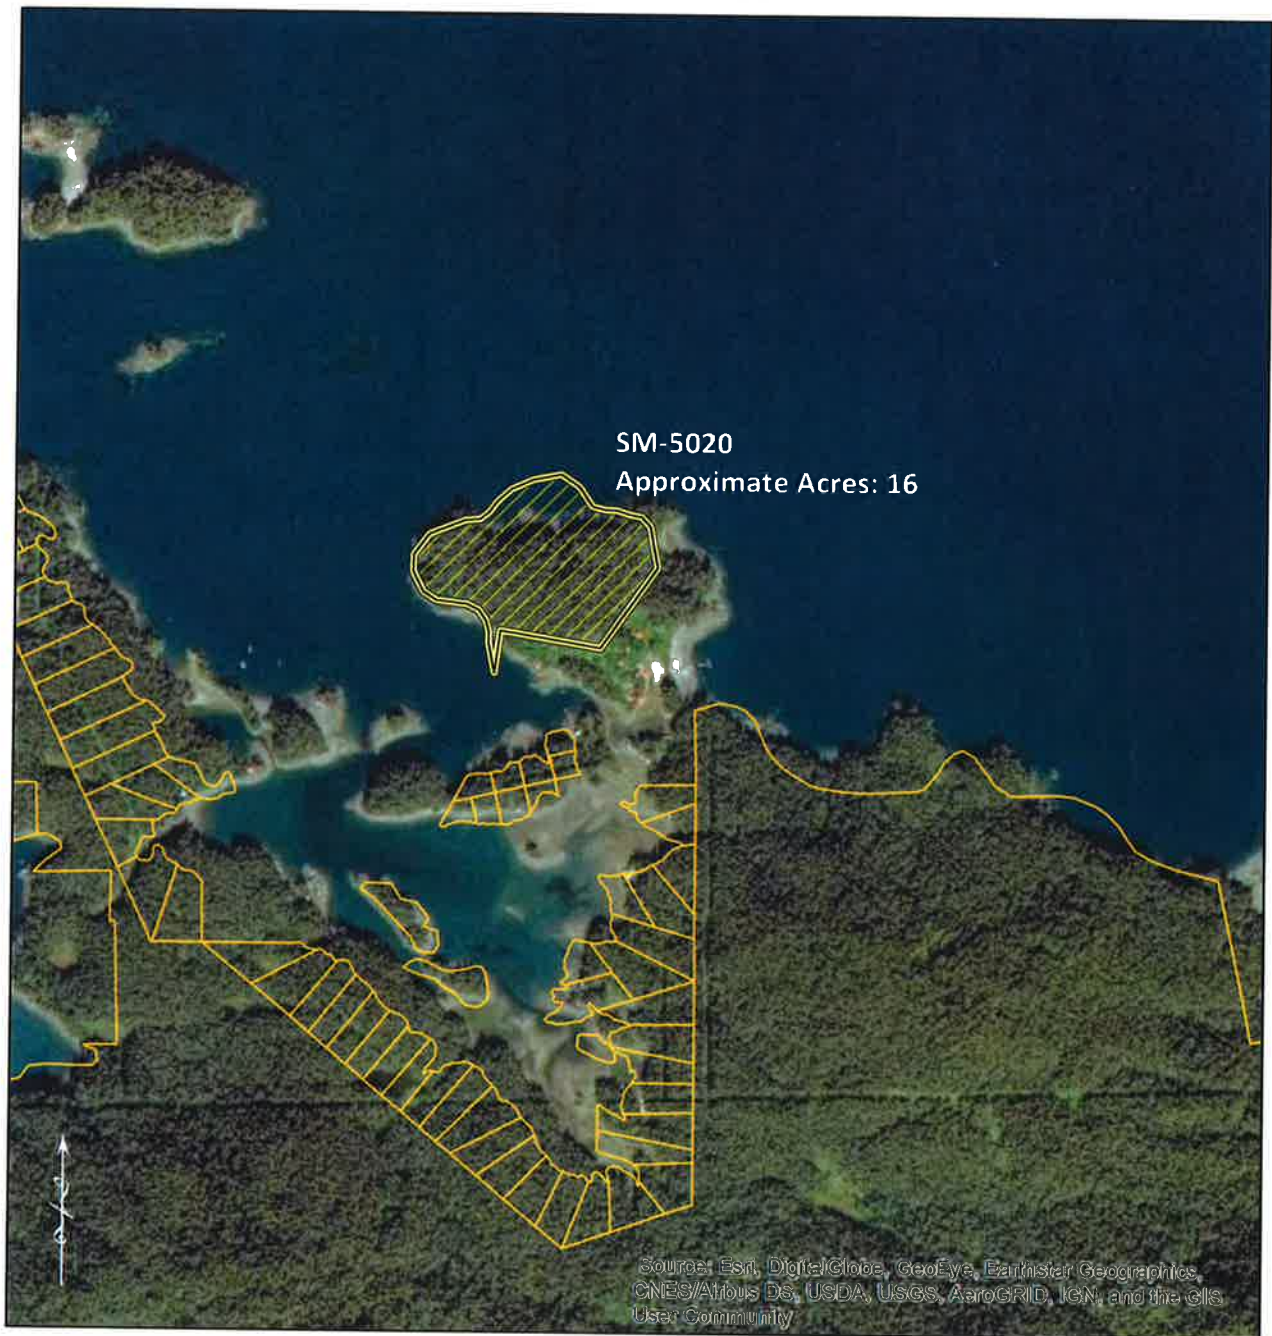 SM-5020
Approximate Acres: 16
Source: Esri, DigitalGlobe, GeoEye, Earthstar Geographics,
CNES/Airbus DS, USDA, USGS, AeroGRID, IGN, and the GIS
User Community